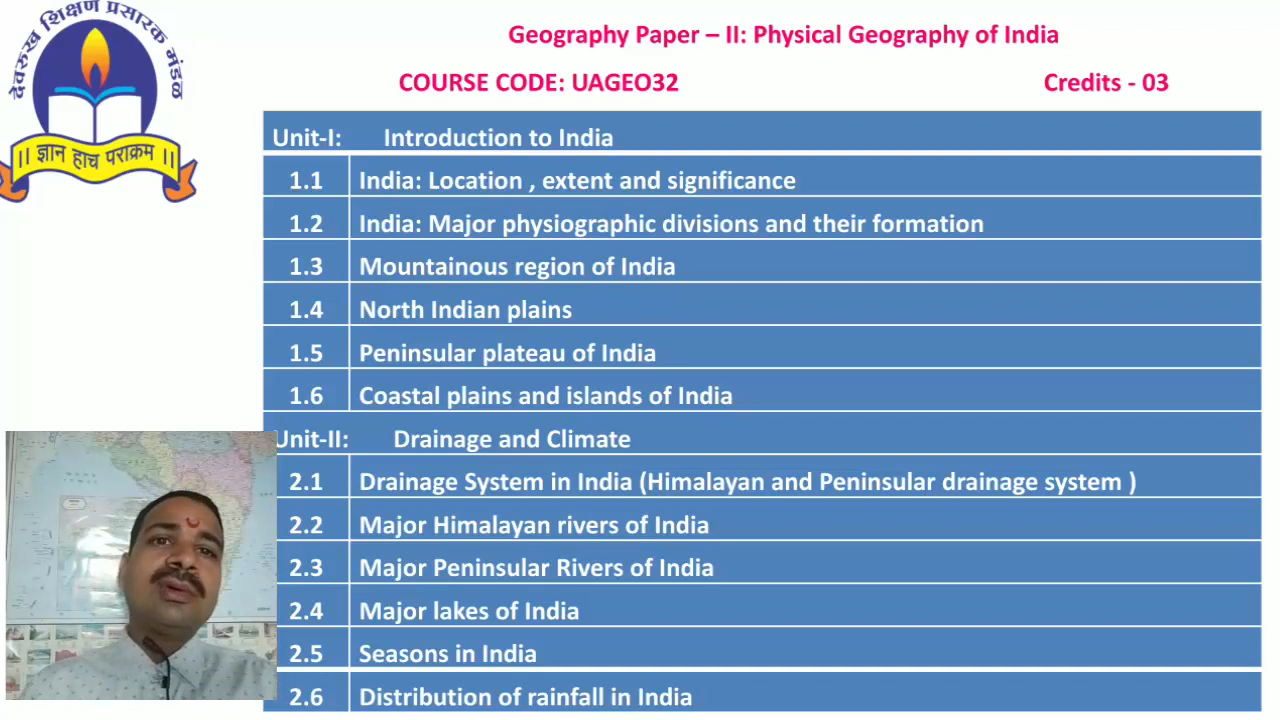 देवरुख शिक्षण प्रसारक मंडळ
|| ज्ञान हाच पराक्रम ||
Geography Paper – II: Physical Geography of India
COURSE CODE: UAGEO32 Credits - 03
Unit-I: Introduction to India
1.1 India: Location , extent and significance
1.2 India: Major physiographic divisions and their formation
1.3 Mountainous region of India
1.4 North Indian plains
1.5 Peninsular plateau of India
1.6 Coastal plains and islands of India
Unit-II: Drainage and Climate
2.1 Drainage System in India (Himalayan and Peninsular drainage system )
2.2 Major Himalayan rivers of India
2.3 Major Peninsular Rivers of India
2.4 Major lakes of India
2.5 Seasons in India
2.6 Distribution of rainfall in India